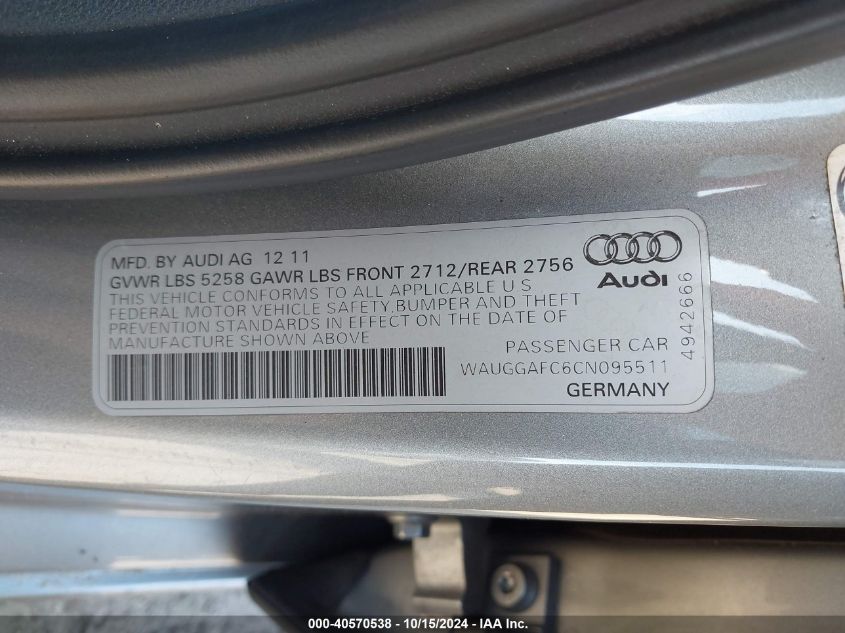 MFD. BY AUDI AG 12 11
GVWR LBS 5258 GAWR LBS FRONT 2712/REAR 2756
THIS VEHICLE CONFORMS TO ALL APPLICABLE U S
FEDERAL MOTOR VEHICLE SAFETY,BUMPER AND THEFT
PREVENTION STANDARDS IN EFFECT ON THE DATE OF
MANUFACTURE SHOWN ABOVE
Audi
PASSENGER CAR
WAUGGAFC6CN095511
GERMANY
4942666
000-40570538 - 10/15/2024 - IAAI.COM